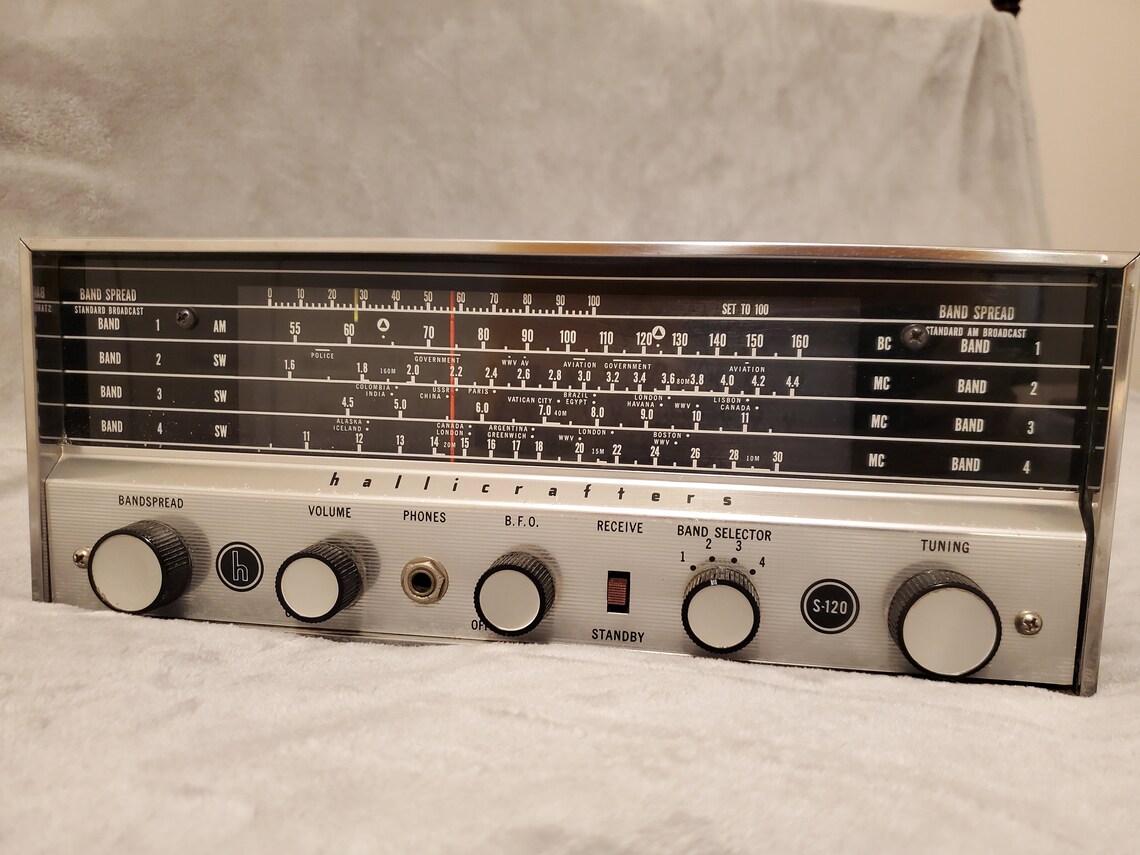 BAND SPREAD 0 10 20 30 40 50 60 70 80 90 100 SET TO 100 BAND SPREAD
STANDARD BROADCAST STANDARD AM BROADCAST
BAND 1 AM 55 60 70 80 90 100 110 120 130 140 150 160 BC BAND 1
POLICE GOVERNMENT WWV AV AVIATION GOVERNMENT AVIATION
BAND 2 SW 1.6 1.8 160M 2.0 2.2 2.4 2.6 2.8 3.0 3.2 3.4 3.6 80M 3.8 4.0 4.2 4.4 MC BAND 2
COLOMBIA USSR PARIS BRAZIL LONDON LISBON
INDIA CHINA VATICAN CITY EGYPT HAVANA WWV CANADA
BAND 3 SW 4.5 5.0 6.0 7.0 40M 8.0 9.0 10 11 MC BAND 3
ALASKA CANADA ARGENTINA LONDON BOSTON
ICELAND LONDON GREENWICH WWV WWV
BAND 4 SW 11 12 13 14 20M 15 16 17 18 20 15M 22 24 26 28 10M 30 MC BAND 4
hallicrafters
BANDSPREAD VOLUME PHONES B.F.O. RECEIVE BAND SELECTOR TUNING
1 2 3 4
h S-120
STANDBY